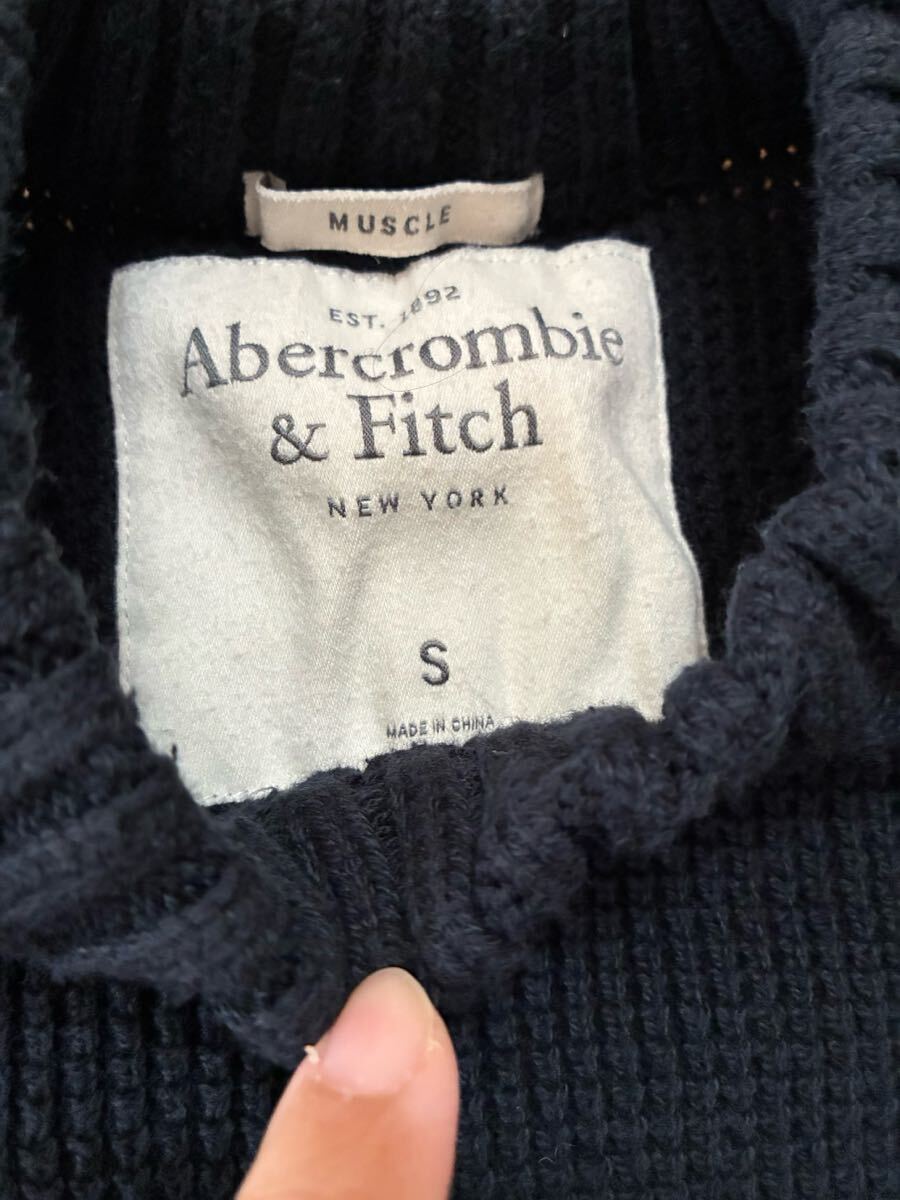 MUSCLE
EST. 1892
Abercrombie
& Fitch
NEW YORK
S
MADE IN CHINA